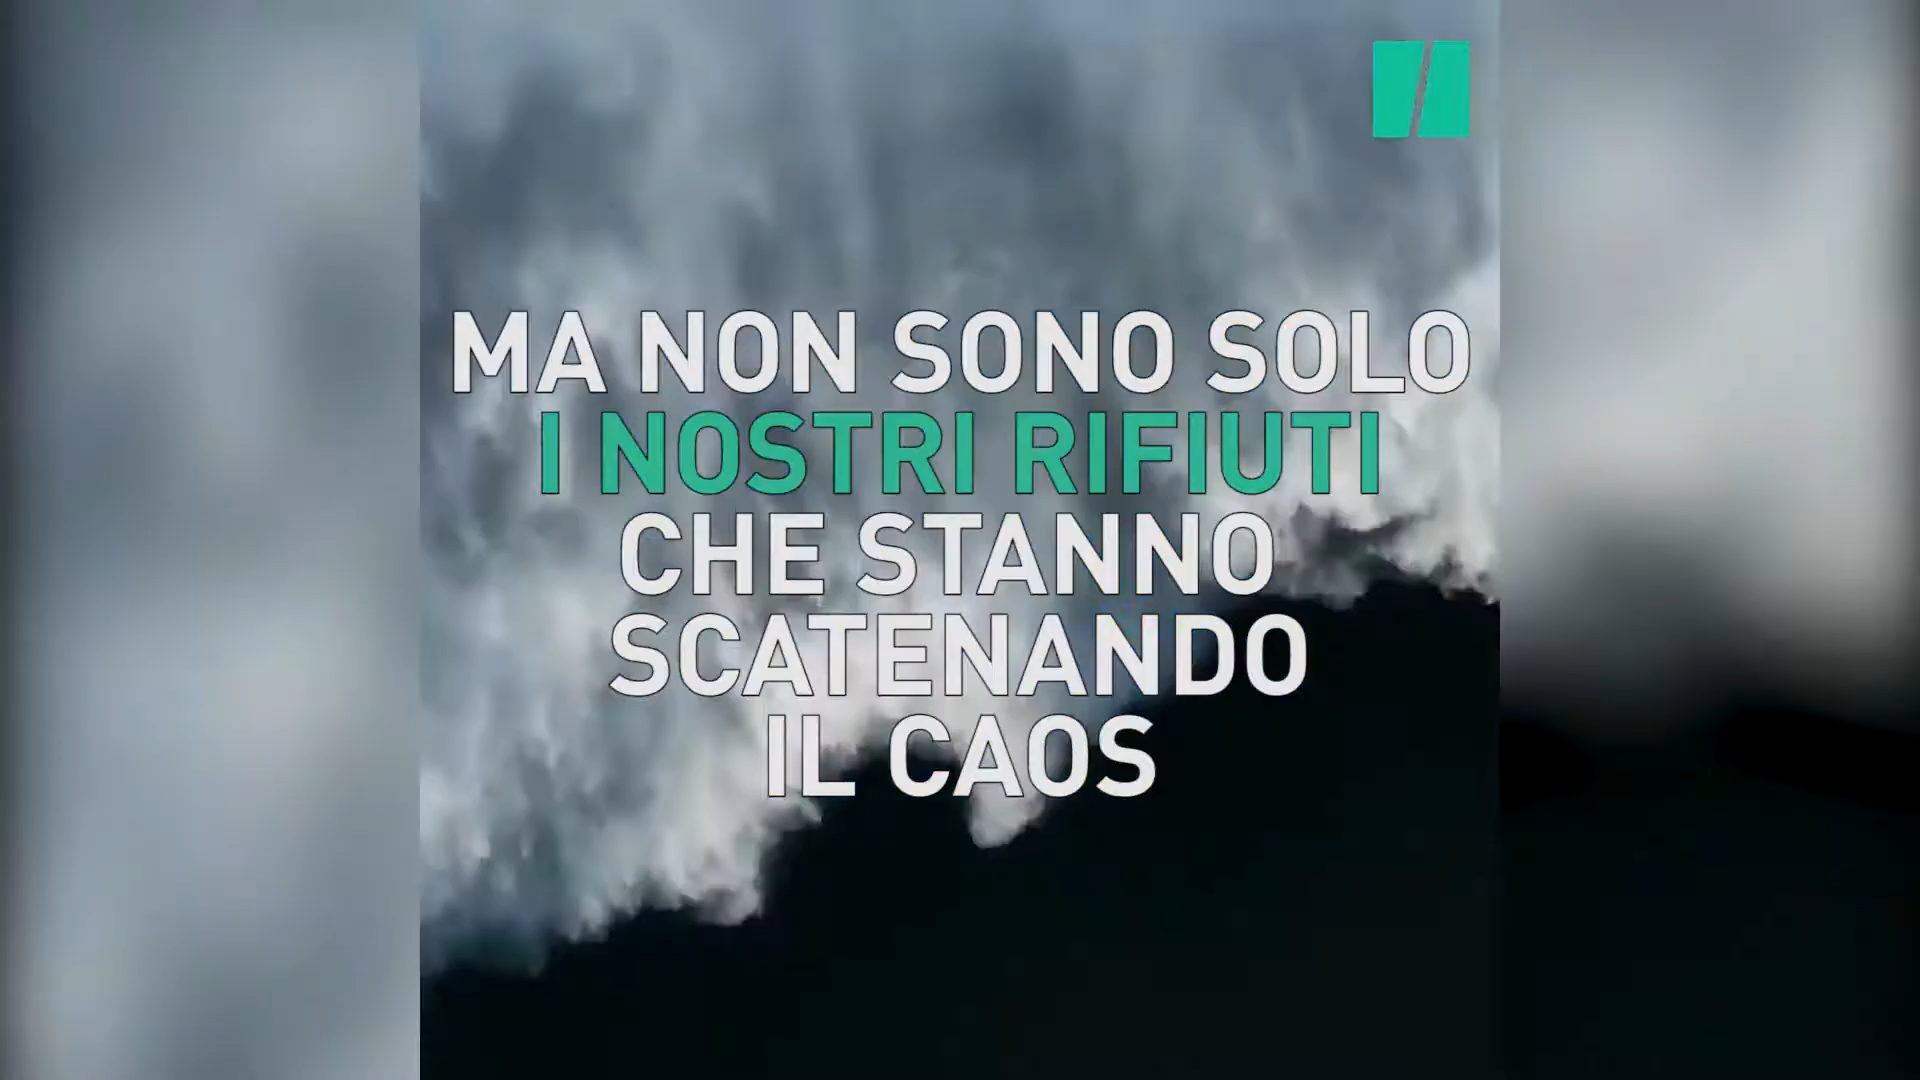 MA NON SONO SOLO
I NOSTRI RIFIUTI
CHE STANNO
SCATENANDO
IL CAOS